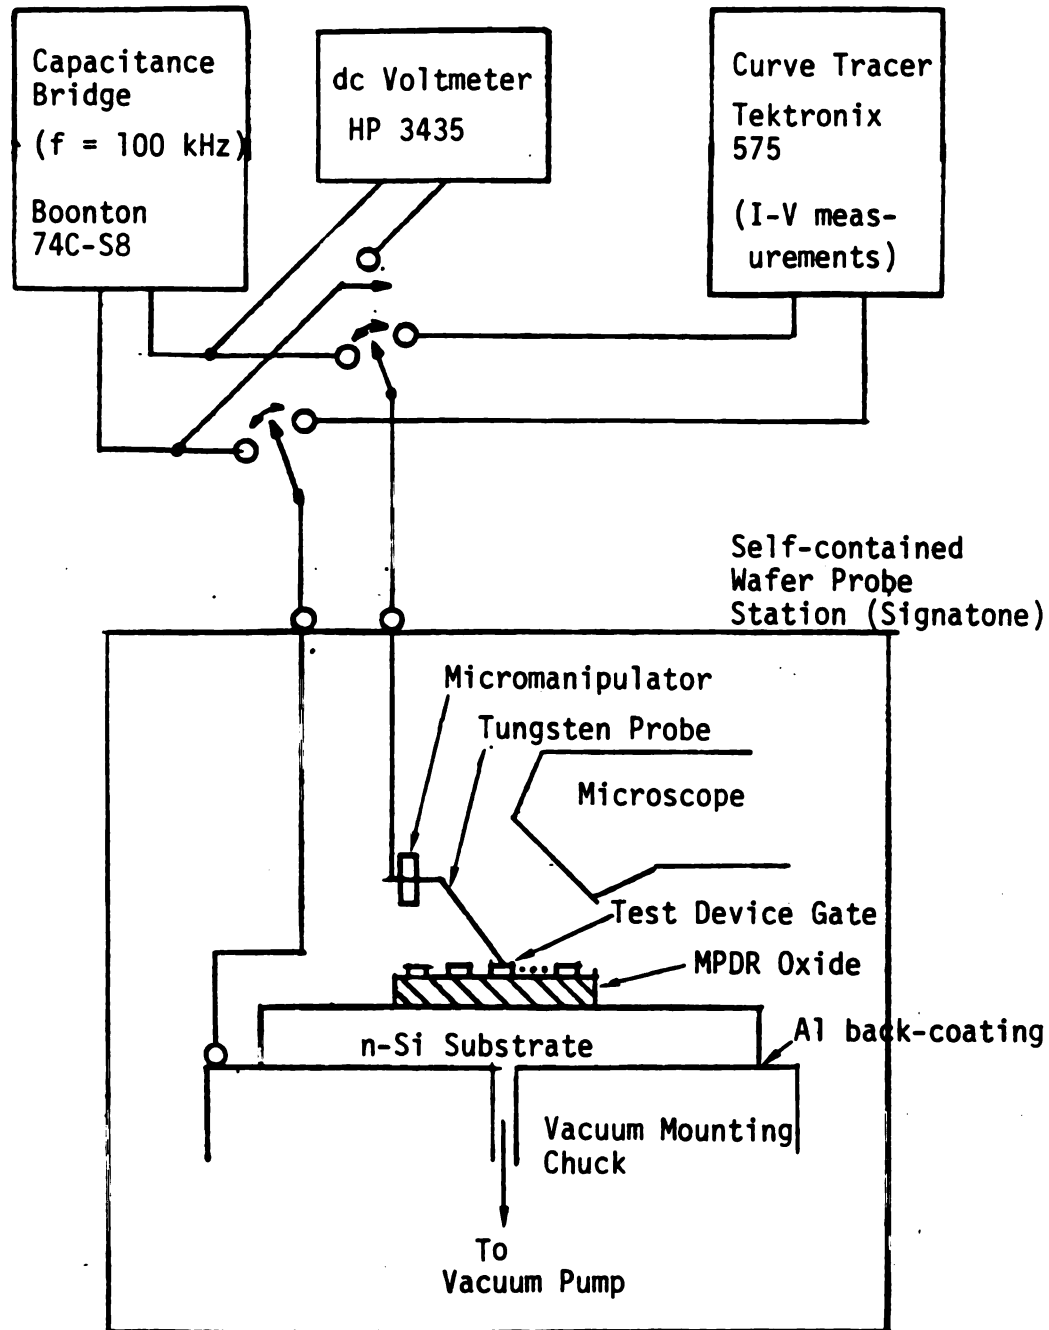 Capacitance
Bridge
(f = 100 kHz)
Boonton
74C-S8
dc Voltmeter
HP 3435
Curve Tracer
Tektronix
575
(I-V meas-
urements)
Self-contained
Wafer Probe
Station (Signatone)
Micromanipulator
Tungsten Probe
Microscope
Test Device Gate
MPDR Oxide
Al back-coating
n-Si Substrate
Vacuum Mounting
Chuck
To
Vacuum Pump